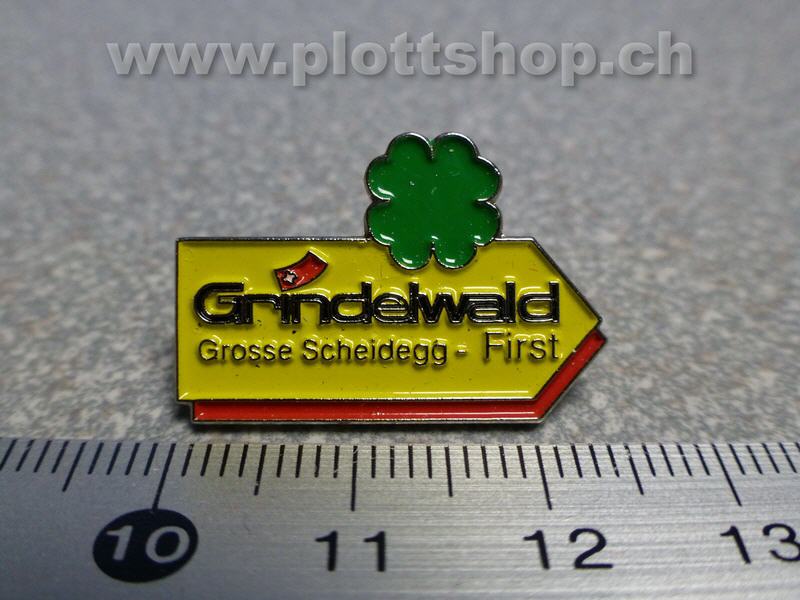 www.plottshop.ch
Grindelwald
Grosse Scheidegg - First
10 11 12 13